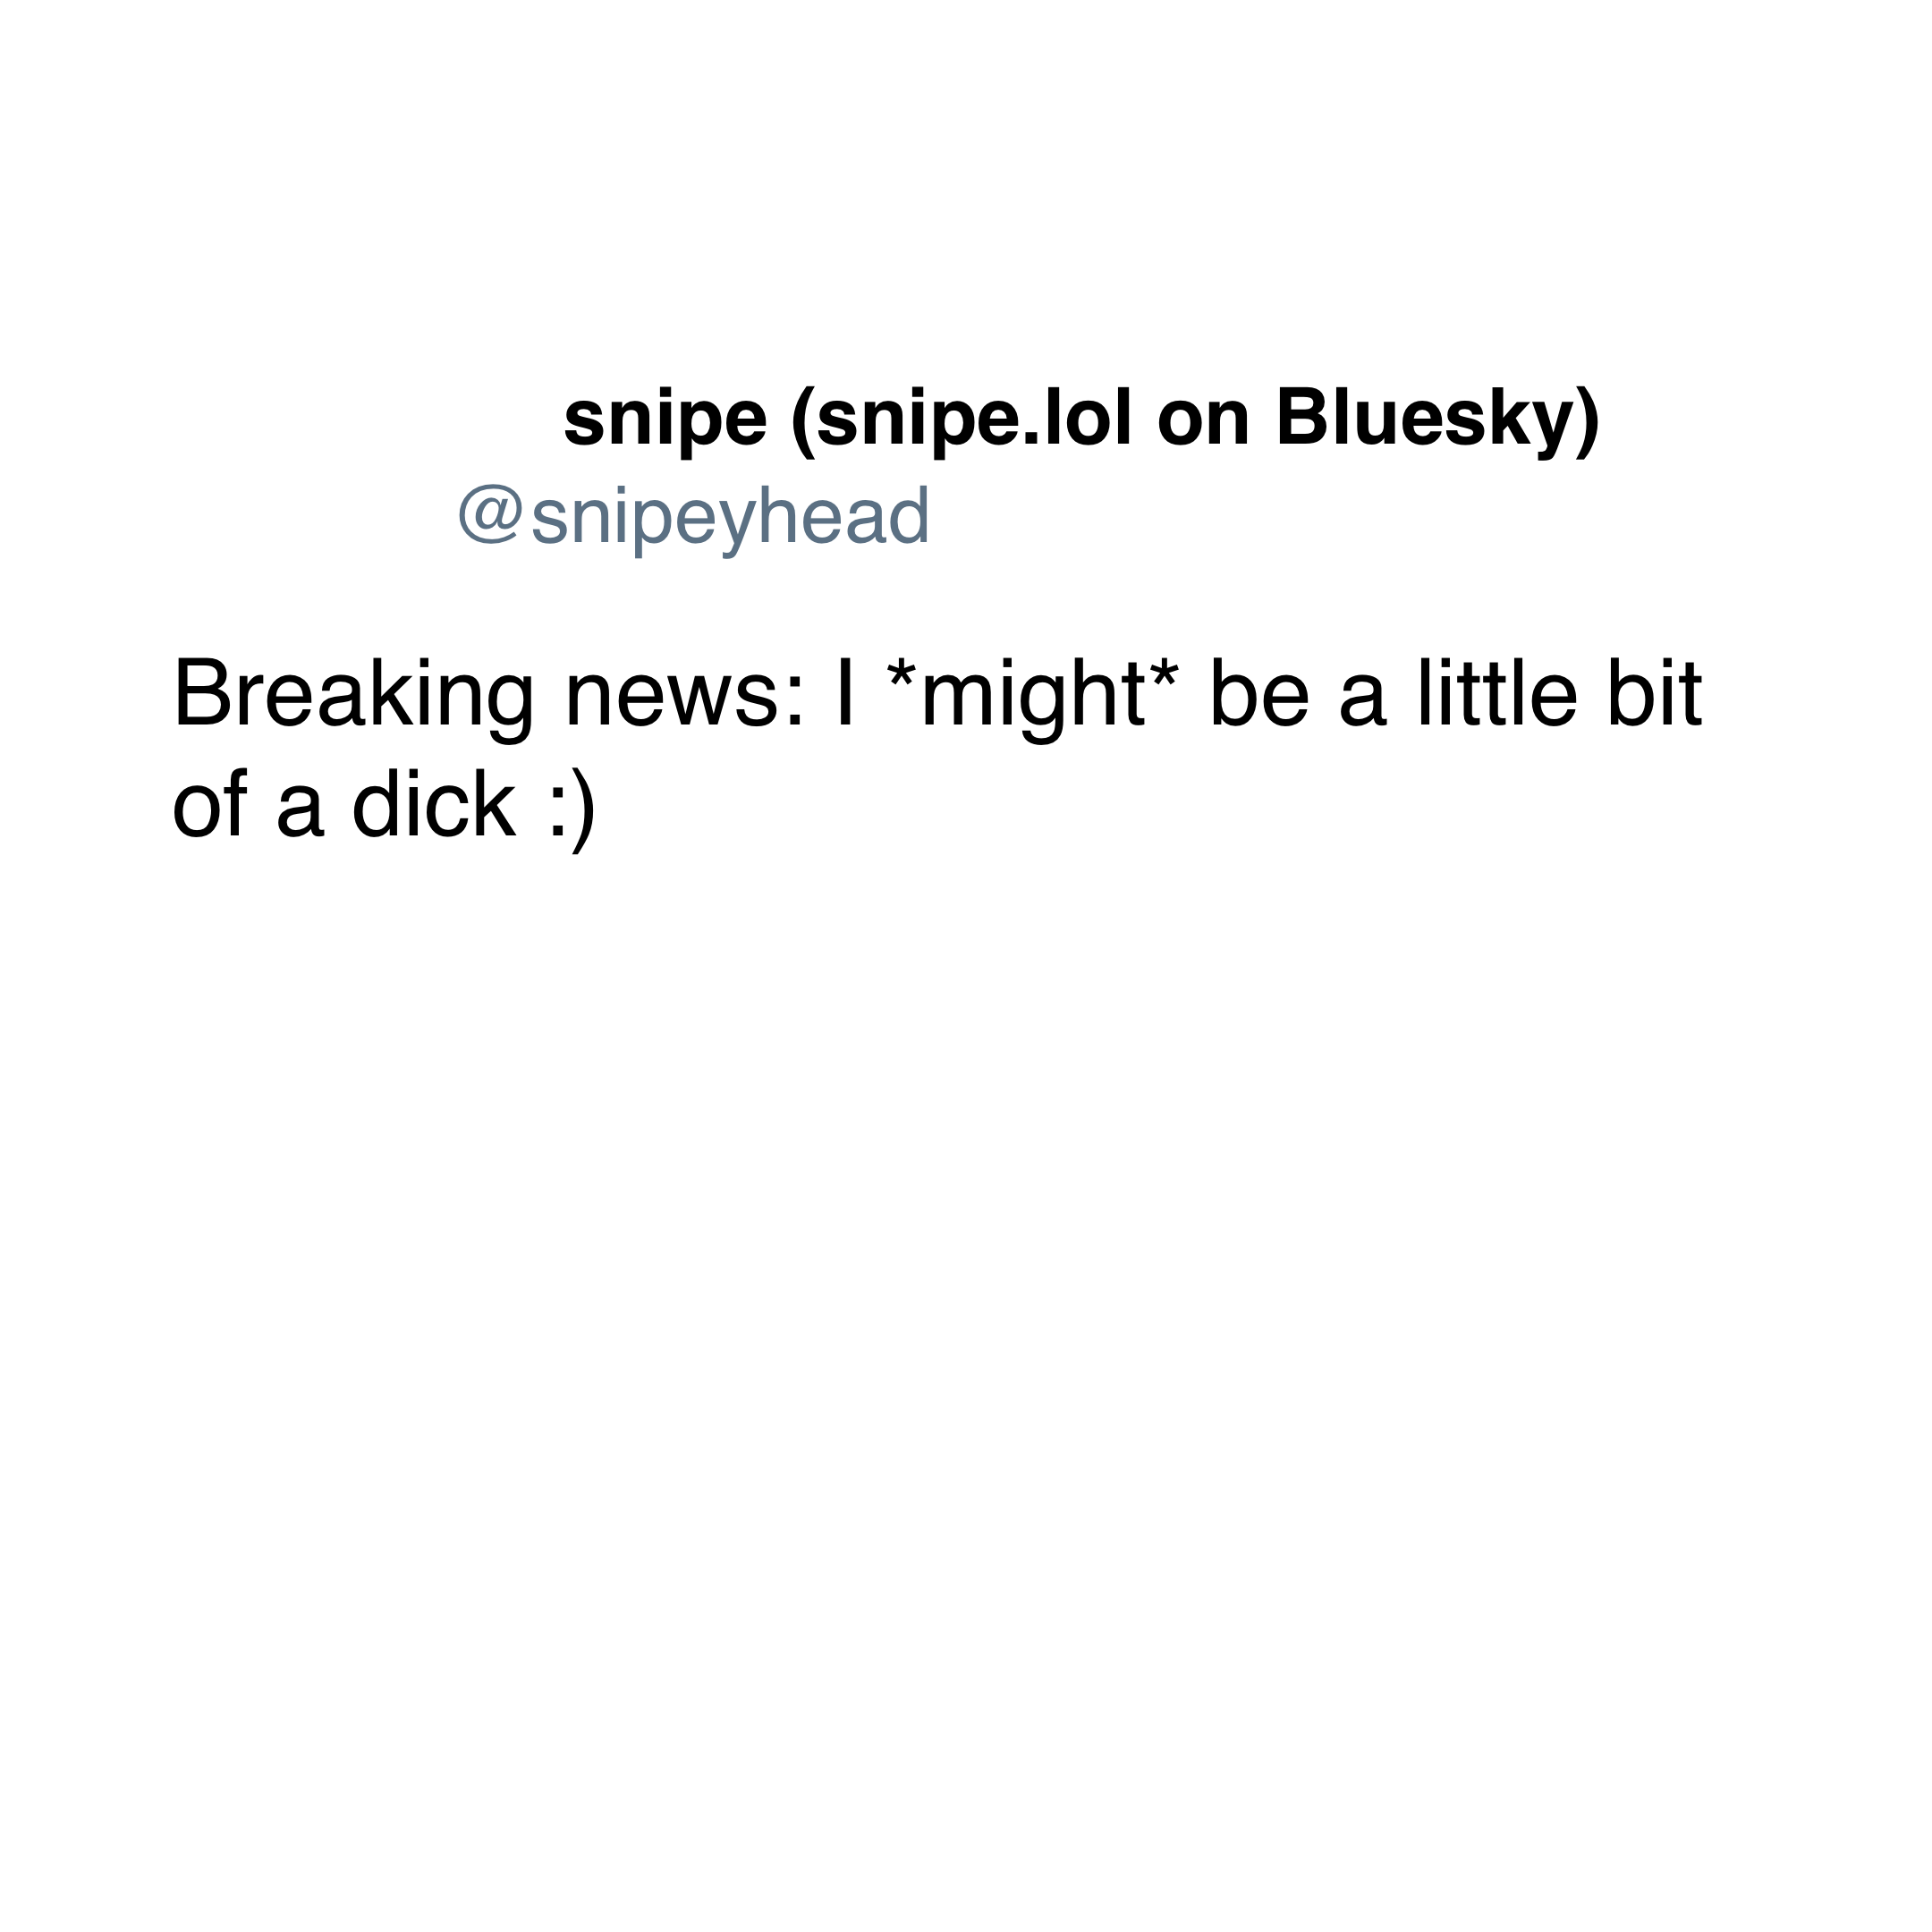 snipe (snipe.lol on Bluesky)
@snipeyhead
Breaking news: I *might* be a little bit
of a dick :)